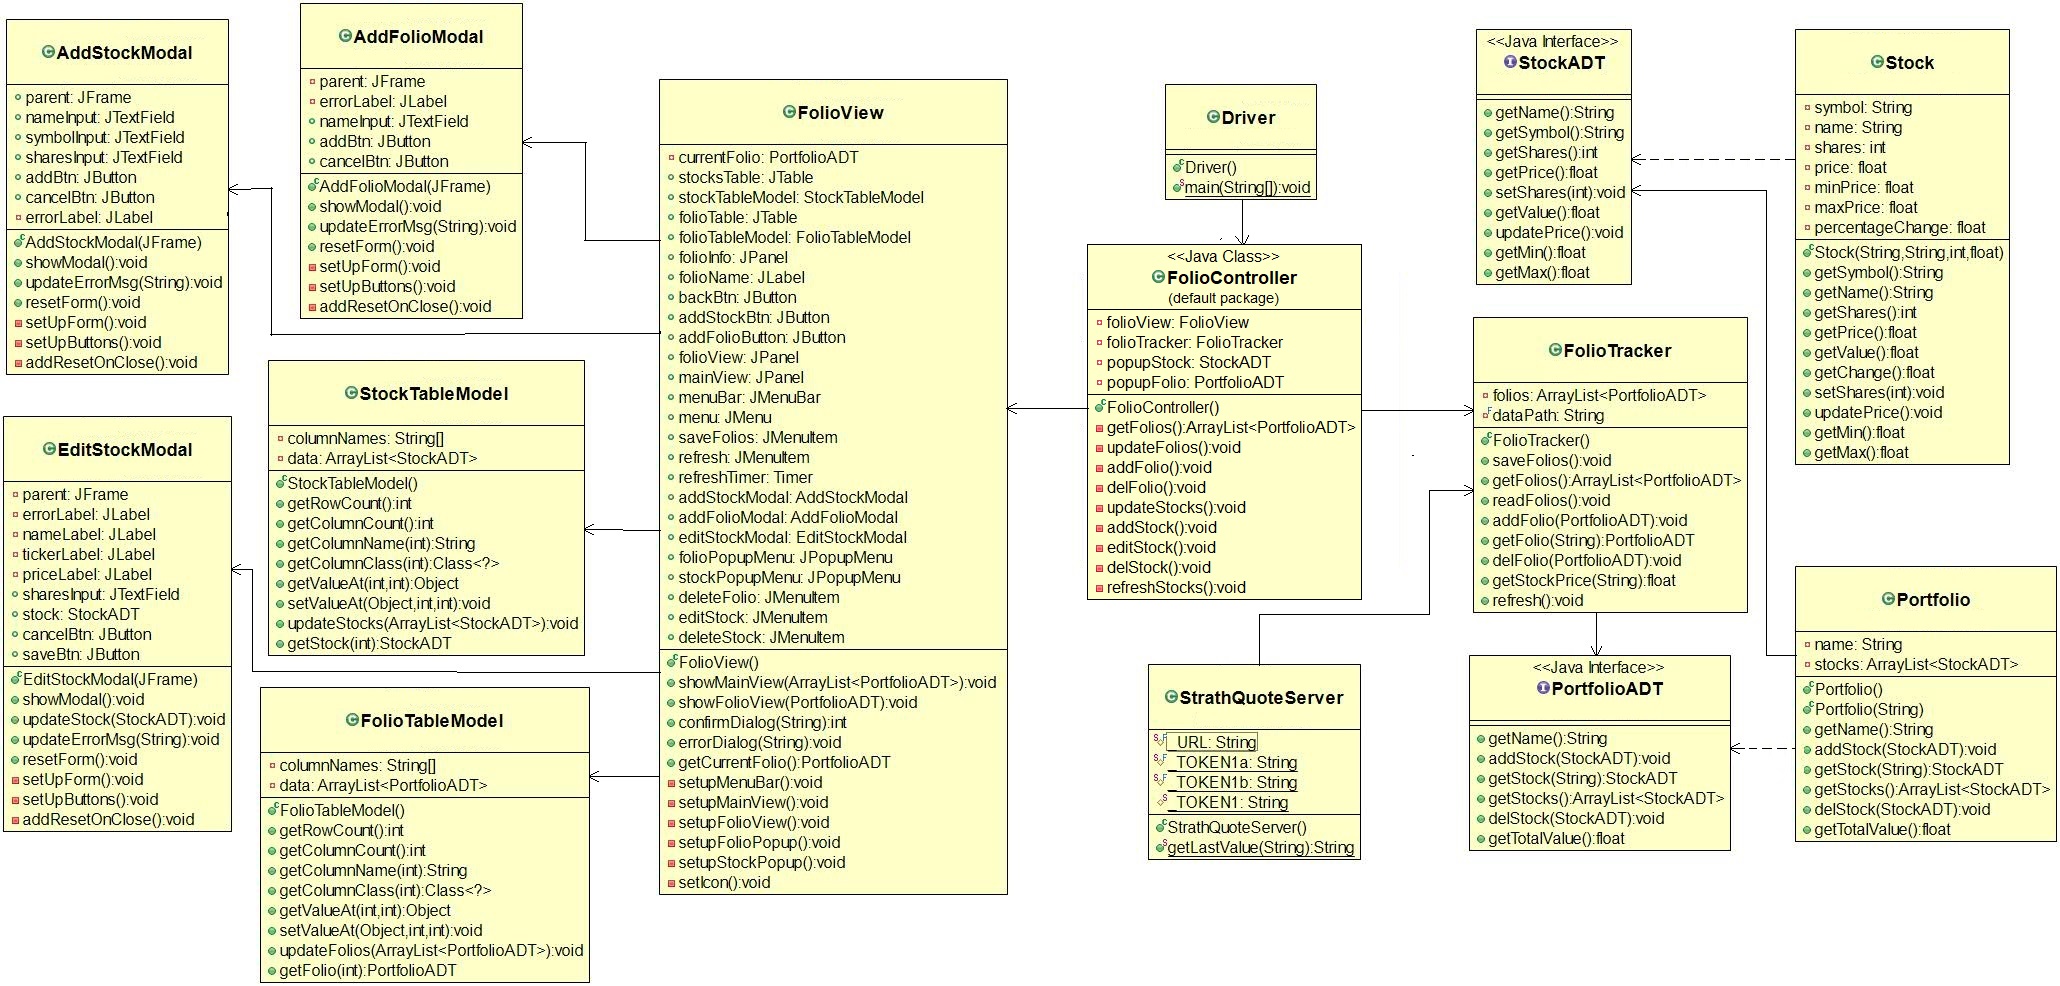 AddStockModal
parent: JFrame
nameInput: JTextField
symbolInput: JTextField
sharesInput: JTextField
addBtn: JButton
cancelBtn: JButton
errorLabel: JLabel
AddStockModal(JFrame)
showModal():void
updateErrorMsg(String):void
resetForm():void
setUpForm():void
setUpButtons():void
addResetOnClose():void
EditStockModal
parent: JFrame
errorLabel: JLabel
nameLabel: JLabel
tickerLabel: JLabel
priceLabel: JLabel
sharesInput: JTextField
stock: StockADT
cancelBtn: JButton
saveBtn: JButton
EditStockModal(JFrame)
showModal():void
updateStock(StockADT):void
updateErrorMsg(String):void
resetForm():void
setUpForm():void
setUpButtons():void
addResetOnClose():void
AddFolioModal
parent: JFrame
errorLabel: JLabel
nameInput: JTextField
addBtn: JButton
cancelBtn: JButton
AddFolioModal(JFrame)
showModal():void
updateErrorMsg(String):void
resetForm():void
setUpForm():void
setUpButtons():void
addResetOnClose():void
StockTableModel
columnNames: String[]
data: ArrayList<StockADT>
StockTableModel()
getRowCount():int
getColumnCount():int
getColumnName(int):String
getColumnClass(int):Class<?>
getValueAt(int,int):Object
setValueAt(Object,int,int):void
updateStocks(ArrayList<StockADT>):void
getStock(int):StockADT
FolioTableModel
columnNames: String[]
data: ArrayList<PortfolioADT>
FolioTableModel()
getRowCount():int
getColumnCount():int
getColumnName(int):String
getColumnClass(int):Class<?>
getValueAt(int,int):Object
setValueAt(Object,int,int):void
updateFolios(ArrayList<PortfolioADT>):void
getFolio(int):PortfolioADT
FolioView
currentFolio: PortfolioADT
stocksTable: JTable
stockTableModel: StockTableModel
folioTable: JTable
folioTableModel: FolioTableModel
folioInfo: JPanel
folioName: JLabel
backBtn: JButton
addStockBtn: JButton
addFolioButton: JButton
folioView: JPanel
mainView: JPanel
menuBar: JMenuBar
menu: JMenu
saveFolios: JMenuItem
refresh: JMenuItem
refreshTimer: Timer
addStockModal: AddStockModal
addFolioModal: AddFolioModal
editStockModal: EditStockModal
folioPopupMenu: JPopupMenu
stockPopupMenu: JPopupMenu
deleteFolio: JMenuItem
editStock: JMenuItem
deleteStock: JMenuItem
FolioView()
showMainView(ArrayList<PortfolioADT>):void
showFolioView(PortfolioADT):void
confirmDialog(String):int
errorDialog(String):void
getCurrentFolio():PortfolioADT
setupMenuBar():void
setupMainView():void
setupFolioView():void
setupFolioPopup():void
setupStockPopup():void
setIcon():void
Driver
Driver()
main(String[]):void
<<Java Class>>
FolioController
(default package)
folioView: FolioView
folioTracker: FolioTracker
popupStock: StockADT
popupFolio: PortfolioADT
FolioController()
getFolios():ArrayList<PortfolioADT>
updateFolios():void
addFolio():void
delFolio():void
updateStocks():void
addStock():void
editStock():void
delStock():void
refreshStocks():void
StrathQuoteServer
_URL: String
_TOKEN1a: String
_TOKEN1b: String
_TOKEN1: String
StrathQuoteServer()
getLastValue(String):String
<<Java Interface>>
StockADT
getName():String
getSymbol():String
getShares():int
getPrice():float
setShares(int):void
getValue():float
updatePrice():void
getMin():float
getMax():float
FolioTracker
folios: ArrayList<PortfolioADT>
dataPath: String
FolioTracker()
saveFolios():void
getFolios():ArrayList<PortfolioADT>
readFolios():void
addFolio(PortfolioADT):void
getFolio(String):PortfolioADT
delFolio(PortfolioADT):void
getStockPrice(String):float
refresh():void
<<Java Interface>>
PortfolioADT
getName():String
addStock(StockADT):void
getStock(String):StockADT
getStocks():ArrayList<StockADT>
delStock(StockADT):void
getTotalValue():float
Stock
symbol: String
name: String
shares: int
price: float
minPrice: float
maxPrice: float
percentageChange: float
Stock(String,String,int,float)
getSymbol():String
getName():String
getShares():int
getPrice():float
getValue():float
getChange():float
setShares(int):void
updatePrice():void
getMin():float
getMax():float
Portfolio
name: String
stocks: ArrayList<StockADT>
Portfolio()
Portfolio(String)
getName():String
addStock(StockADT):void
getStock(String):StockADT
getStocks():ArrayList<StockADT>
delStock(StockADT):void
getTotalValue():float